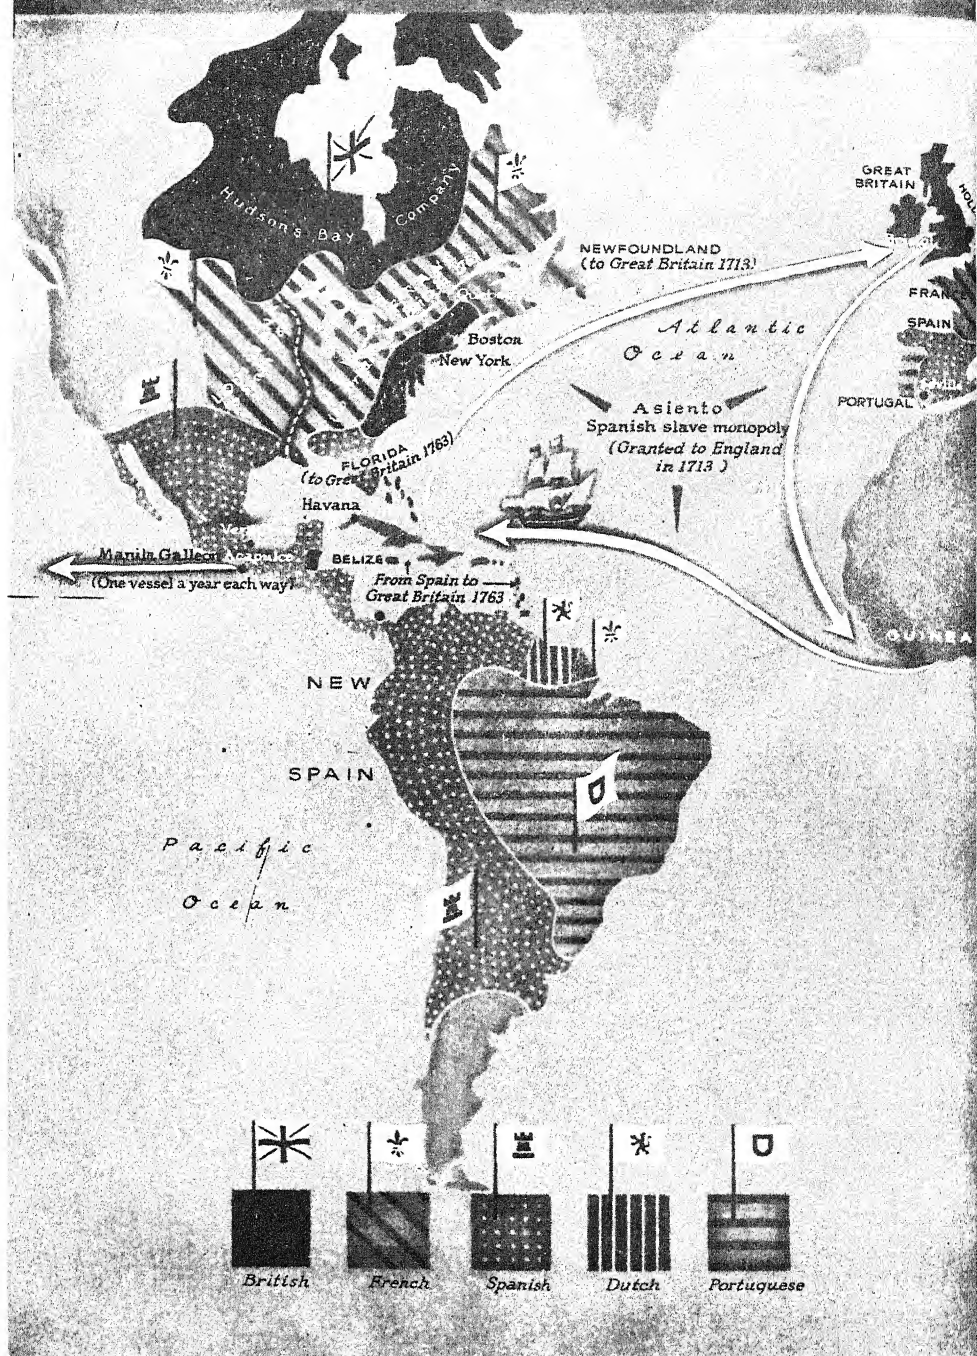 Hudson's Bay Company
GREAT
BRITAIN
NEWFOUNDLAND
(to Great Britain 1713)
FRAN
SPAIN
PORTUGAL
Atlantic
Ocean
Boston
New York
Asiento
Spanish slave monopoly
(Granted to England
in 1713)
FLORIDA
(to Great Britain 1763)
Havana
Manila Galleon
Acapulco
(One vessel a year each way)
BELIZE
From Spain to
Great Britain 1763
GUINEA
NEW
SPAIN
Pacific
Ocean
British
French
Spanish
Dutch
Portuguese